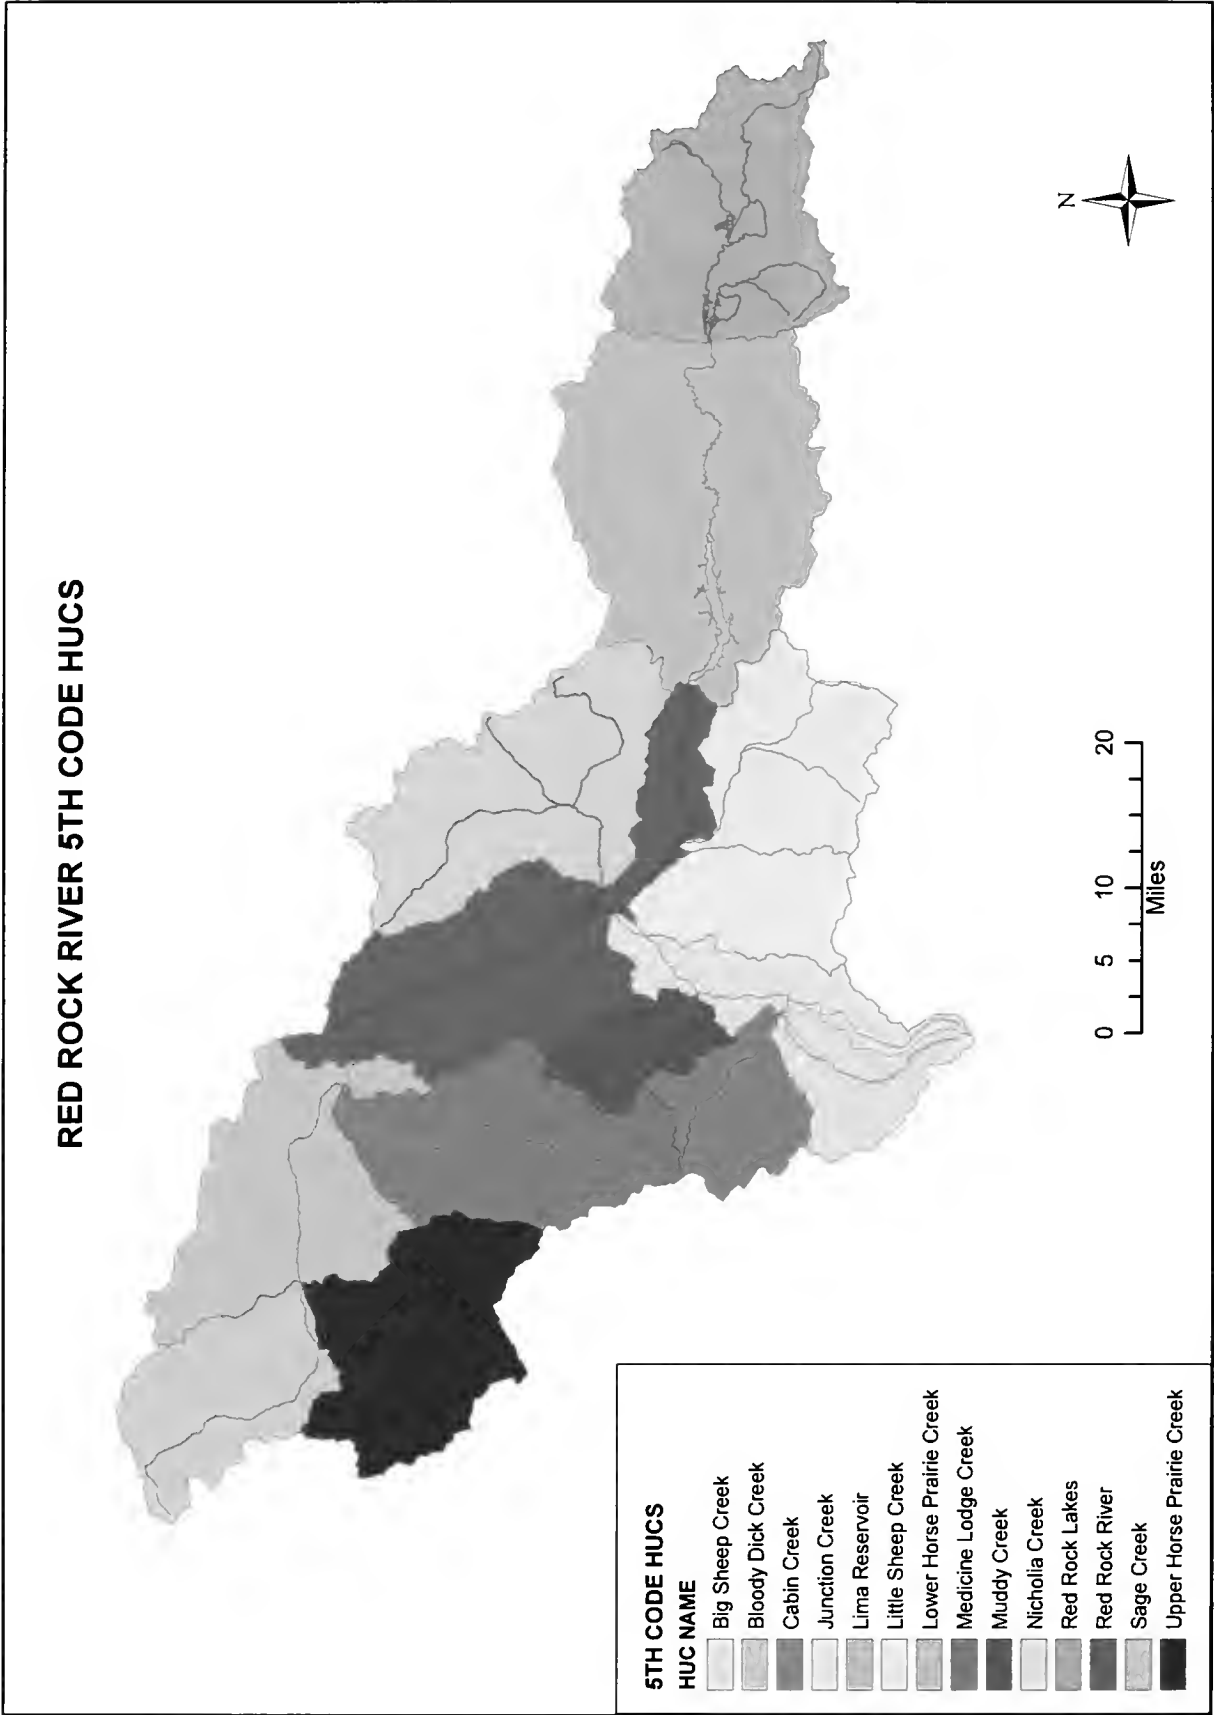 RED ROCK RIVER 5TH CODE HUCS
N
0 5 10 20
Miles
5TH CODE HUCS
HUC NAME
Big Sheep Creek
Bloody Dick Creek
Cabin Creek
Junction Creek
Lima Reservoir
Little Sheep Creek
Lower Horse Prairie Creek
Medicine Lodge Creek
Muddy Creek
Nicholia Creek
Red Rock Lakes
Red Rock River
Sage Creek
Upper Horse Prairie Creek